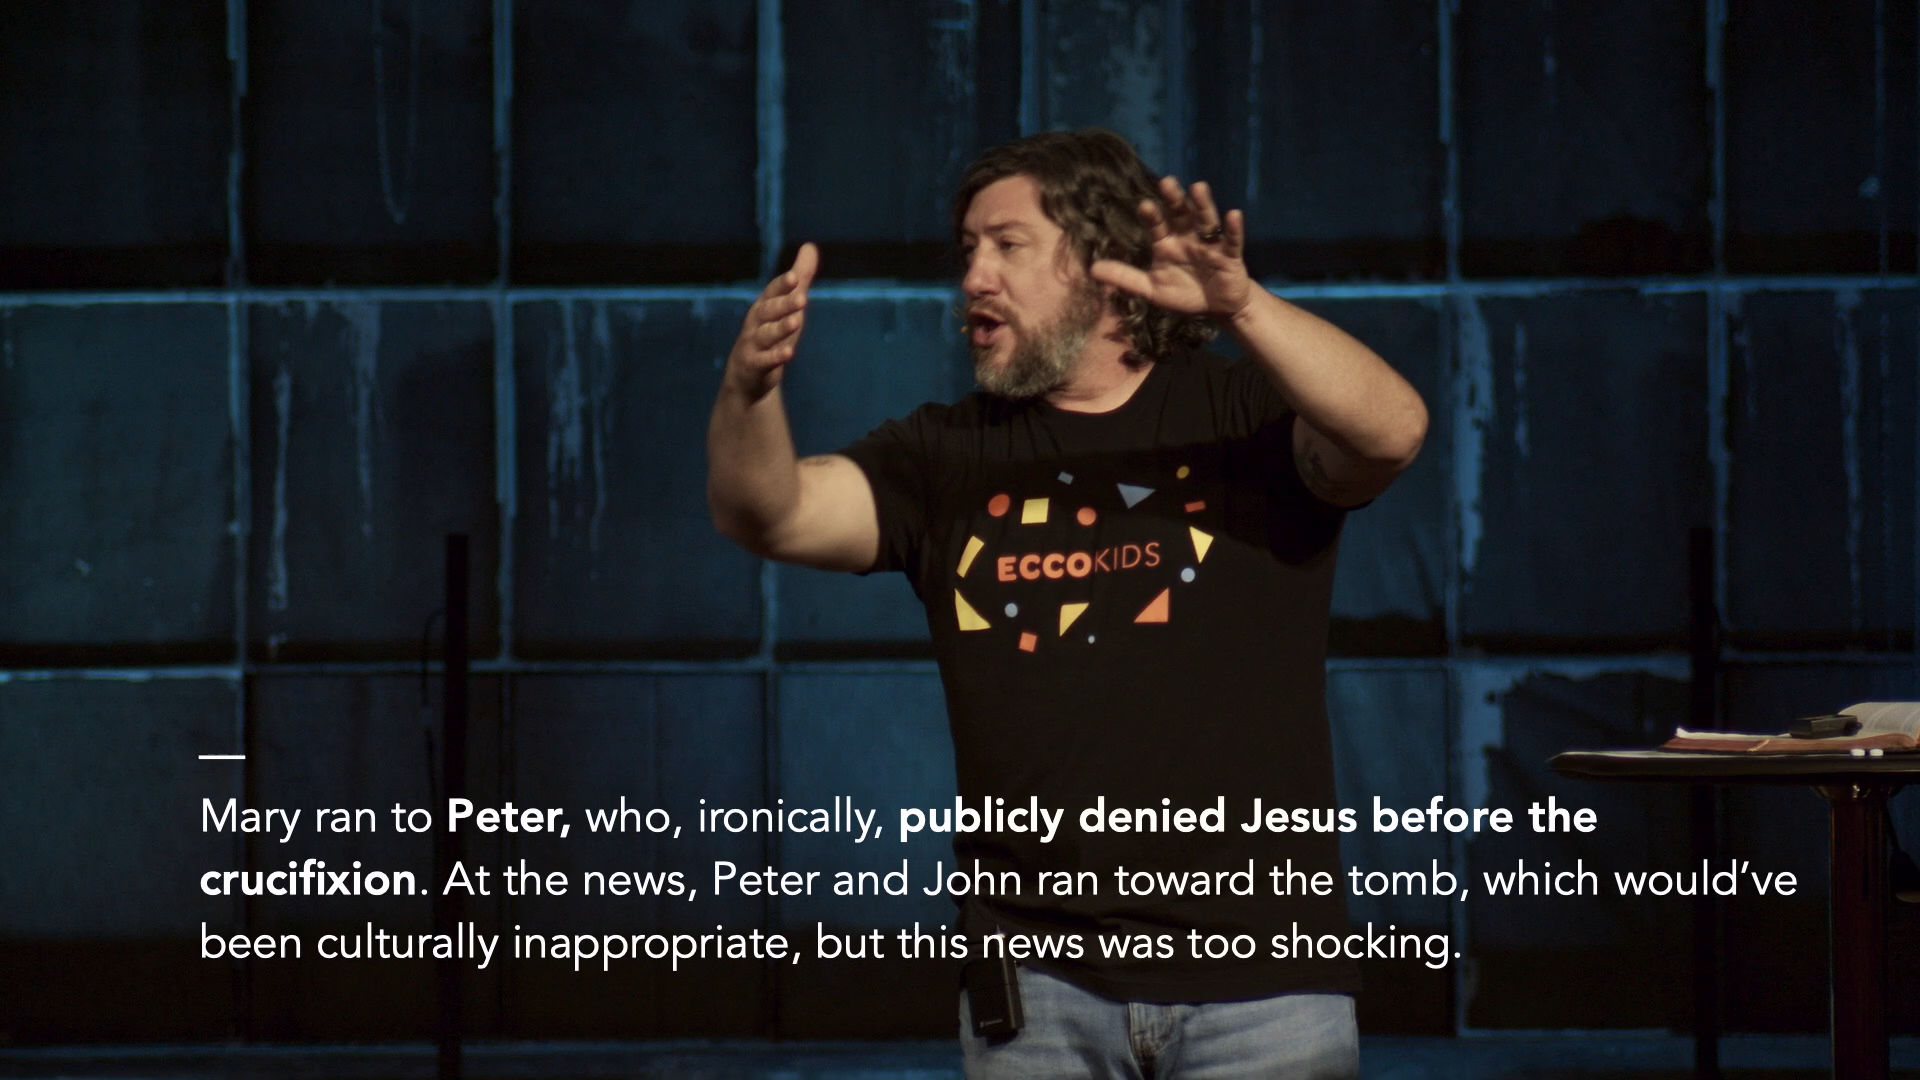 ECCOKIDS
Mary ran to Peter, who, ironically, publicly denied Jesus before the
crucifixion. At the news, Peter and John ran toward the tomb, which would’ve
been culturally inappropriate, but this news was too shocking.